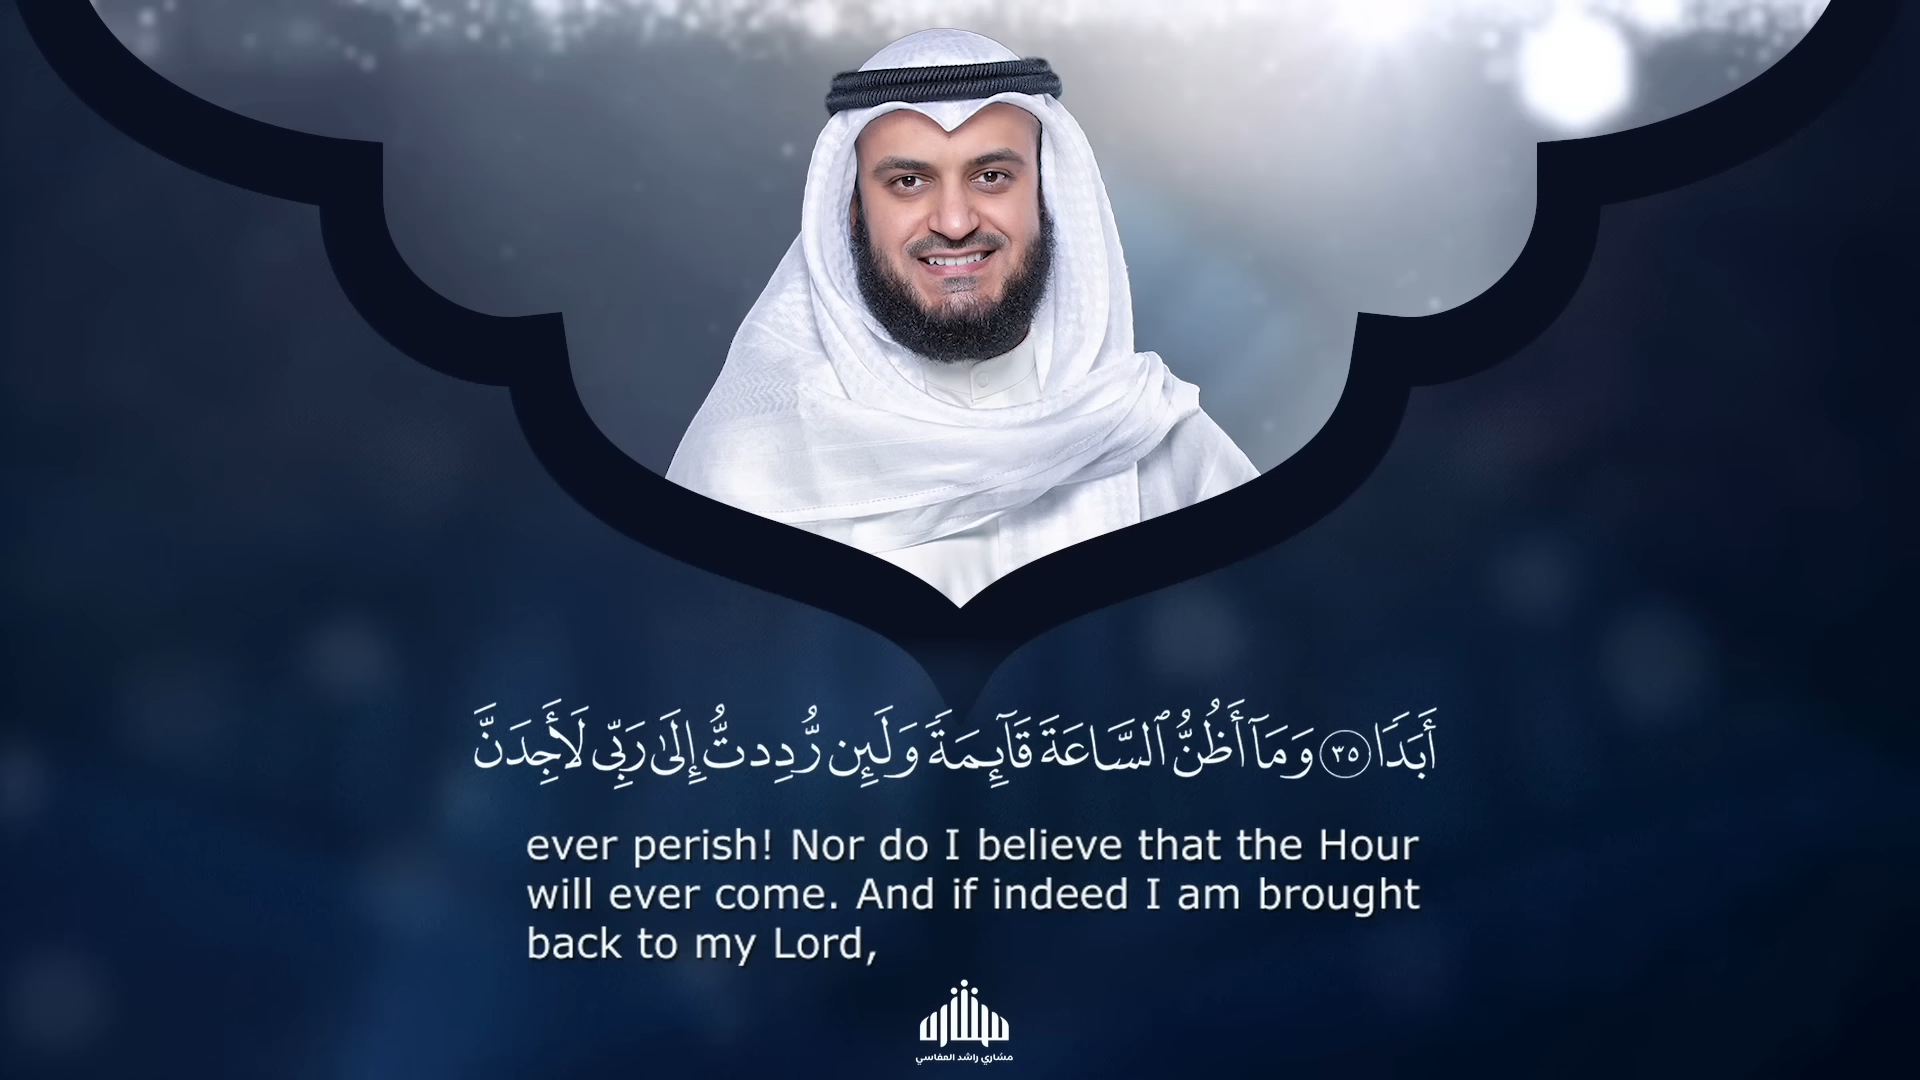 أَبَدًا ۝٣٥ وَمَآ أَظُنُّ ٱلسَّاعَةَ قَآئِمَةً وَلَئِن رُّدِدتُّ إِلَىٰ رَبِّى لَأَجِدَنَّ
ever perish! Nor do I believe that the Hour
will ever come. And if indeed I am brought
back to my Lord,
مشاري راشد العفاسي